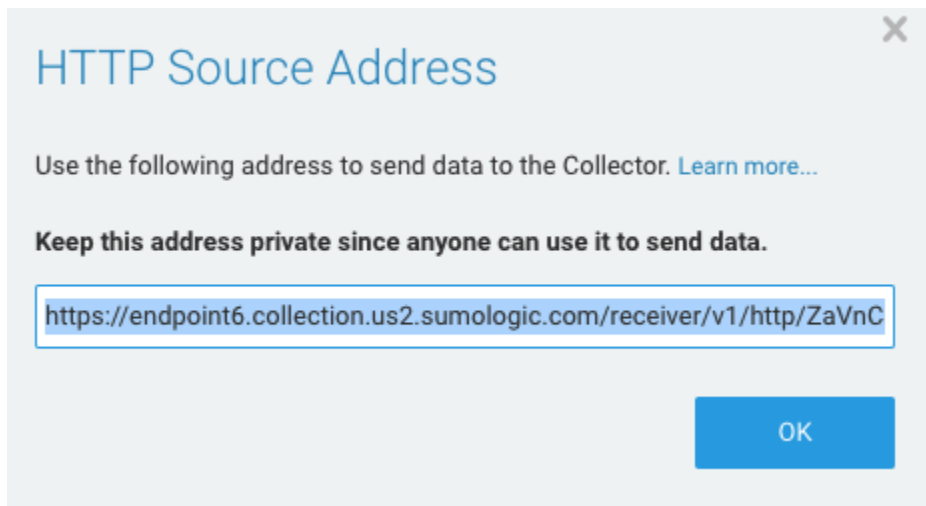 HTTP Source Address
Use the following address to send data to the Collector. Learn more...
Keep this address private since anyone can use it to send data.
https://endpoint6.collection.us2.sumologic.com/receiver/v1/http/ZaVnC
OK